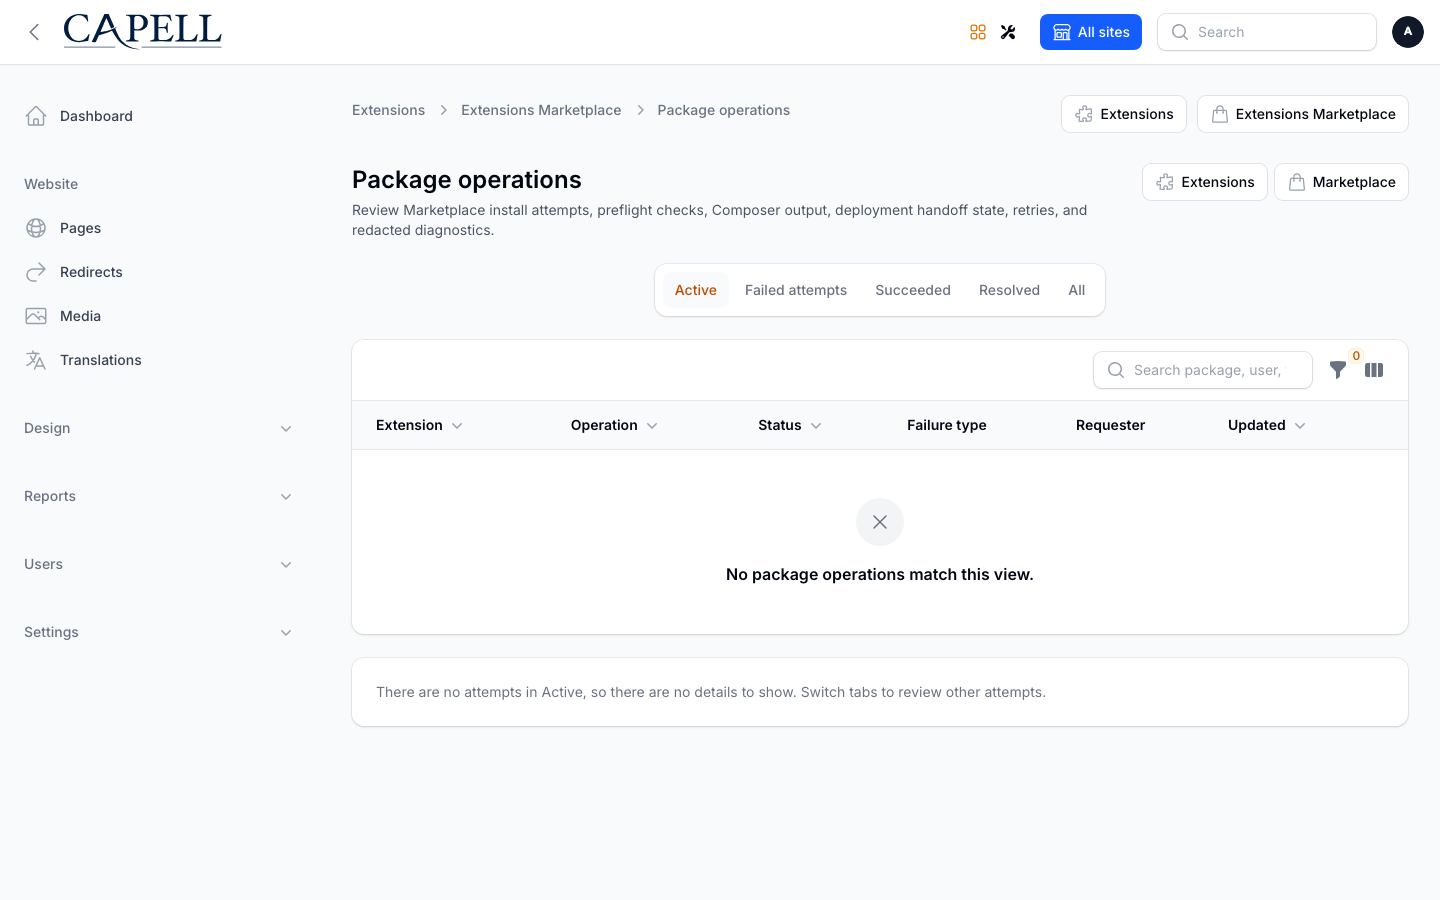 CAPELL
All sites
Search
A
Dashboard
Website
Pages
Redirects
Media
Translations
Design
Reports
Users
Settings
Extensions
Extensions Marketplace
Package operations
Extensions
Extensions Marketplace
Package operations
Review Marketplace install attempts, preflight checks, Composer output, deployment handoff state, retries, and
redacted diagnostics.
Extensions
Marketplace
Active
Failed attempts
Succeeded
Resolved
All
Search package, user,
0
Extension
Operation
Status
Failure type
Requester
Updated
No package operations match this view.
There are no attempts in Active, so there are no details to show. Switch tabs to review other attempts.